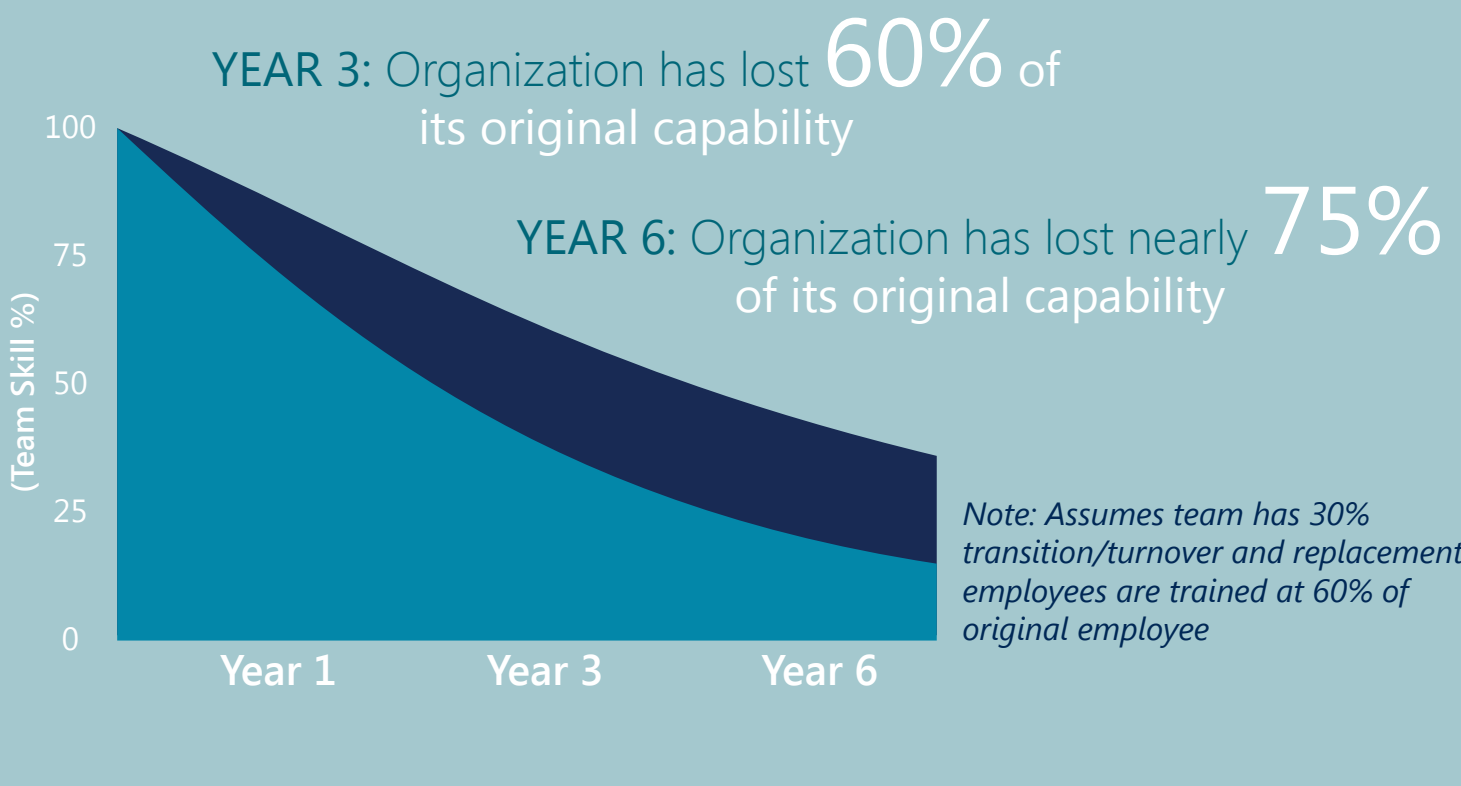 YEAR 3: Organization has lost 60% of
its original capability
YEAR 6: Organization has lost nearly 75%
of its original capability
100
75
50
25
0
(Team Skill %)
Year 1
Year 3
Year 6
Note: Assumes team has 30%
transition/turnover and replacement
employees are trained at 60% of
original employee